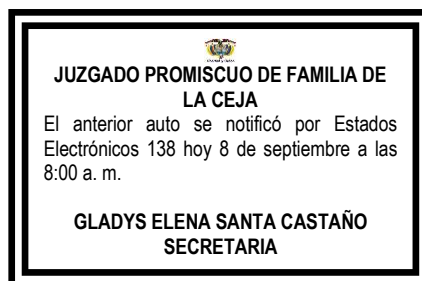 JUZGADO PROMISCUO DE FAMILIA DE
LA CEJA
El anterior auto se notificó por Estados
Electrónicos 138 hoy 8 de septiembre a las
8:00 a. m.
GLADYS ELENA SANTA CASTAÑO
SECRETARIA